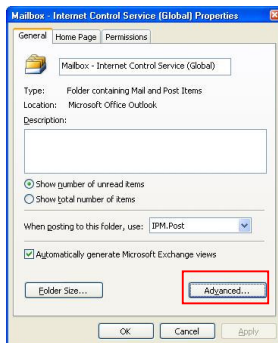 Mailbox - Internet Control Service (Global) Properties
General Home Page Permissions
Mailbox - Internet Control Service (Global)
Type: Folder containing Mail and Post Items
Location: Microsoft Office Outlook
Description:
Show number of unread items
Show total number of items
When posting to this folder, use: IPM.Post
Automatically generate Microsoft Exchange views
Folder Size... Advanced...
OK Cancel Apply